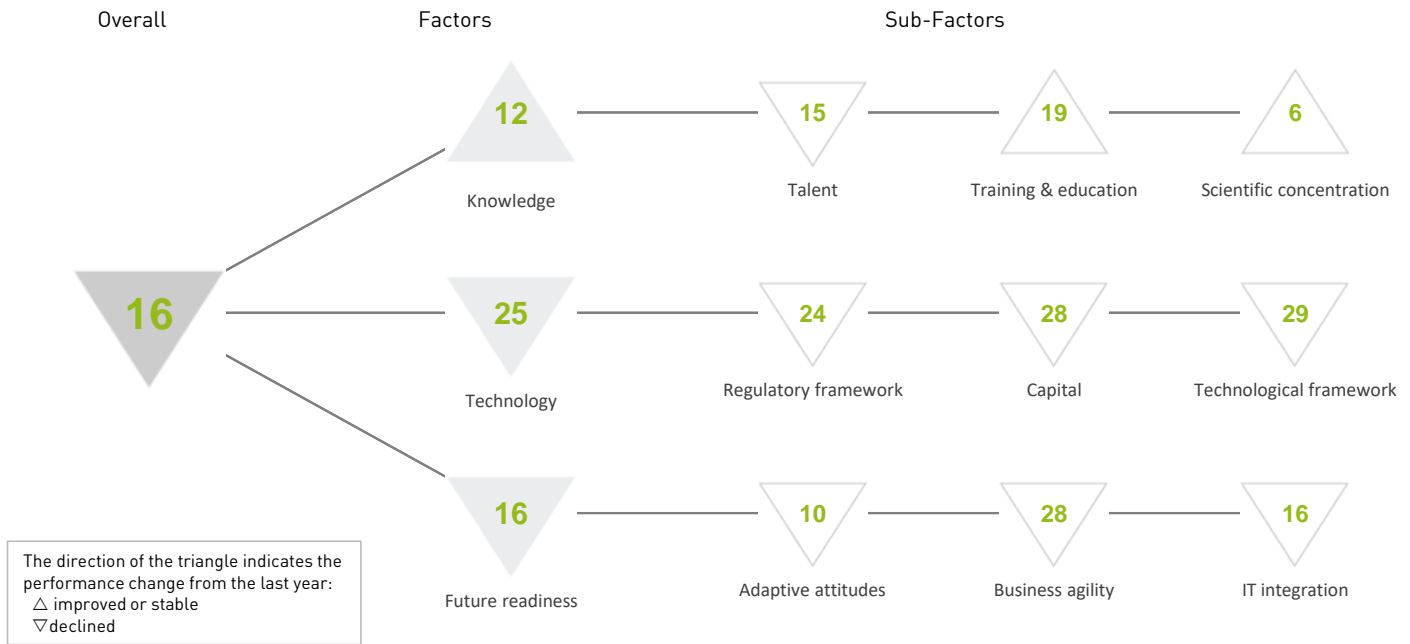 Overall Factors Sub-Factors
12 15 19 6
Knowledge Talent Training & education Scientific concentration
16 25 24 28 29
Technology Regulatory framework Capital Technological framework
16 10 28 16
Future readiness Adaptive attitudes Business agility IT integration
The direction of the triangle indicates the
performance change from the last year:
△ improved or stable
▽declined